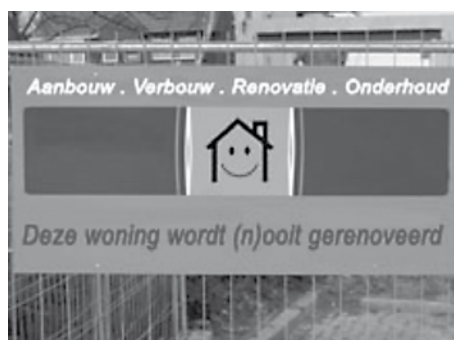 Aanbouw . Verbouw . Renovatie . Onderhoud
Deze woning wordt (n)ooit gerenoveerd